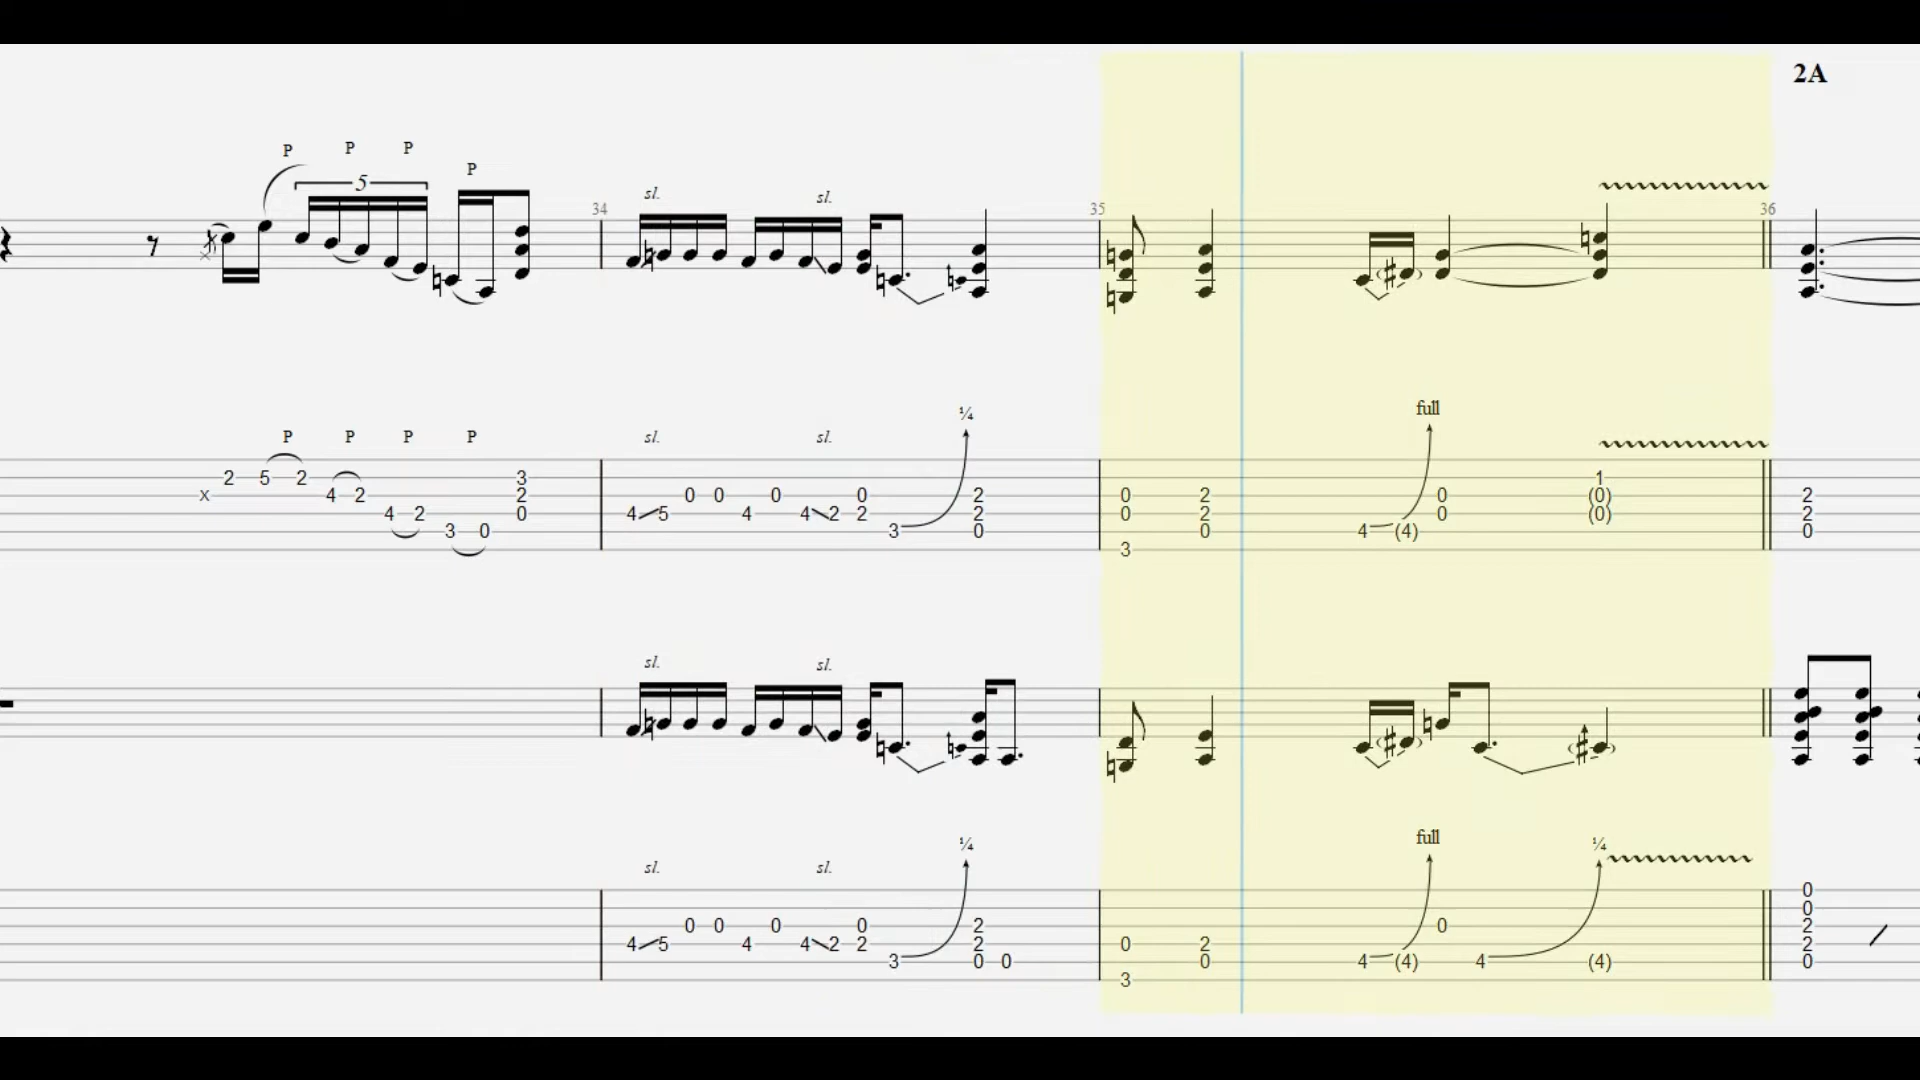 2A
P P P P
5
34 sl. sl. 35 36
full
¼
P P P P sl. sl.
2 5 2 3 1
x 4 2 2 0 0 0 0 2 0 2 0 (0) 2
4 2 0 4 5 4 4 2 2 2 0 2 0 (0) 2
3 0 3 0 0 4 (4) 0
3
sl. sl.
full
¼ ¼
sl. sl.
0
0
0 0 0 0 2 0 2
4 5 4 4 2 2 2 0 2 2
3 0 0 0 4 (4) 4 (4) 0
3